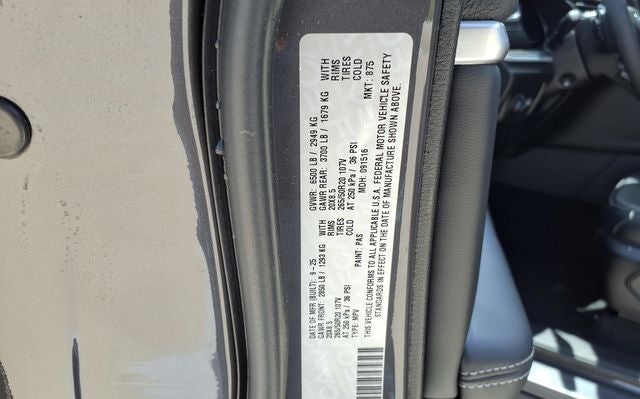 DATE OF MFR (BUILT): 9-25 GVWR: 6500 LB / 2949 KG
GAWR FRONT: 2850 LB / 1293 KG WITH GAWR REAR: 3700 LB / 1679 KG WITH
20X8.5 RIMS 20X8.5 RIMS
265/50R20 107V TIRES 265/50R20 107V TIRES
AT 250 kPa / 36 PSI COLD AT 250 kPa / 36 PSI COLD
TYPE: MPV PAINT: PAS MDH: 091516 MKT: 875
THIS VEHICLE CONFORMS TO ALL APPLICABLE U.S.A. FEDERAL MOTOR VEHICLE SAFETY
STANDARDS IN EFFECT ON THE DATE OF MANUFACTURE SHOWN ABOVE.